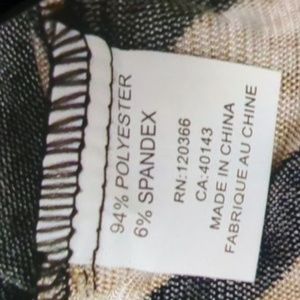 94% POLYESTER
6% SPANDEX
RN:120366
CA:40143
MADE IN CHINA
FABRIQUE AU CHINE